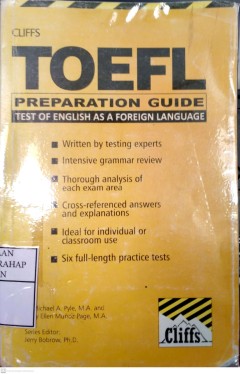 CLIFFS
TOEFL
PREPARATION GUIDE
TEST OF ENGLISH AS A FOREIGN LANGUAGE
Written by testing experts
Intensive grammar review
Thorough analysis of
each exam area
Cross-referenced answers
and explanations
Ideal for individual or
classroom use
Six full-length practice tests
AN
RAHAP
N
Michael A. Pyle, M.A. and
Ellen Muñoz Page, M.A.
Series Editor:
Jerry Bobrow, Ph.D.
Cliffs